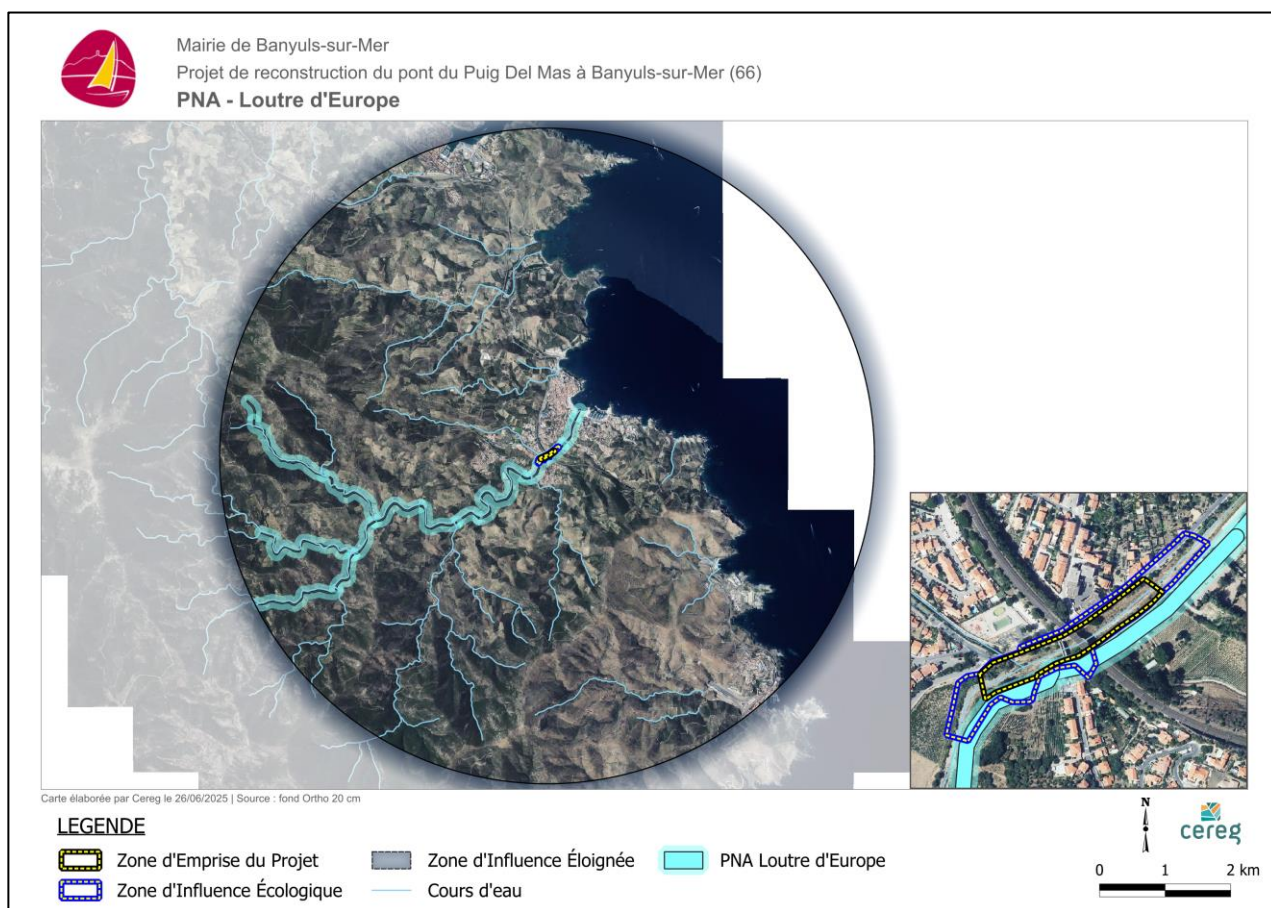 Mairie de Banyuls-sur-Mer
Projet de reconstruction du pont du Puig Del Mas à Banyuls-sur-Mer (66)
PNA - Loutre d'Europe
Carte élaborée par Cereg le 26/06/2025 | Source : fond Ortho 20 cm
LEGENDE
Zone d'Emprise du Projet
Zone d'Influence Éloignée
PNA Loutre d'Europe
Zone d'Influence Écologique
Cours d'eau
N
cereg
0 1 2 km